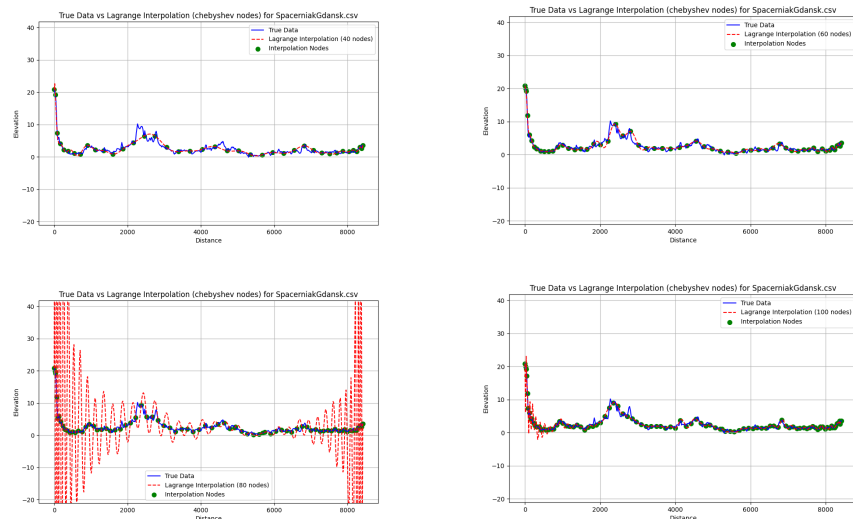 True Data vs Lagrange Interpolation (chebyshev nodes) for SpacerniakGdansk.csv
40
30
20
10
0
−10
−20
Elevation
True Data
Lagrange Interpolation (40 nodes)
Interpolation Nodes
0 2000 4000 6000 8000
Distance
True Data vs Lagrange Interpolation (chebyshev nodes) for SpacerniakGdansk.csv
40
30
20
10
0
−10
−20
Elevation
True Data
Lagrange Interpolation (60 nodes)
Interpolation Nodes
0 2000 4000 6000 8000
Distance
True Data vs Lagrange Interpolation (chebyshev nodes) for SpacerniakGdansk.csv
40
30
20
10
0
−10
−20
Elevation
True Data
Lagrange Interpolation (80 nodes)
Interpolation Nodes
0 2000 4000 6000 8000
Distance
True Data vs Lagrange Interpolation (chebyshev nodes) for SpacerniakGdansk.csv
40
30
20
10
0
−10
−20
Elevation
True Data
Lagrange Interpolation (100 nodes)
Interpolation Nodes
0 2000 4000 6000 8000
Distance